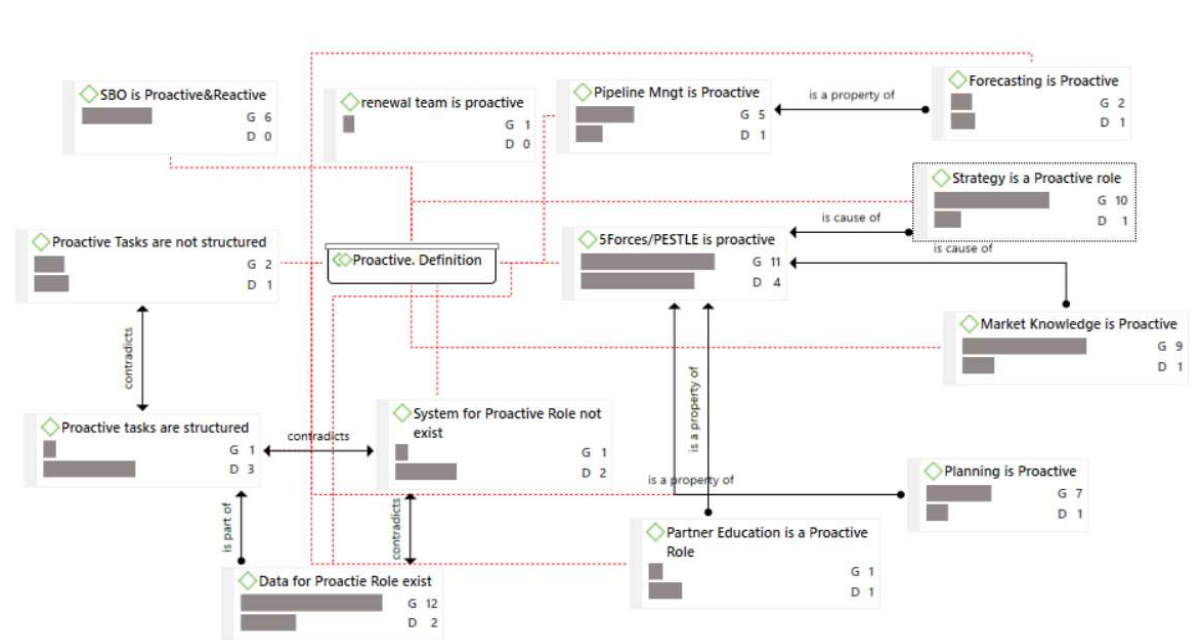 SBO is Proactive&Reactive
G 6
D 0
renewal team is proactive
G 1
D 0
Pipeline Mngt is Proactive
G 5
D 1
is a property of
Forecasting is Proactive
G 2
D 1
Strategy is a Proactive role
G 10
D 1
is cause of
is cause of
Proactive Tasks are not structured
G 2
D 1
Proactive. Definition
5Forces/PESTLE is proactive
G 11
D 4
Market Knowledge is Proactive
G 9
D 1
contradicts
is a property of
Proactive tasks are structured
G 1
D 3
contradicts
System for Proactive Role not
exist
G 1
D 2
is a property of
Planning is Proactive
G 7
D 1
is part of
contradicts
Partner Education is a Proactive
Role
G 1
D 1
Data for Proactie Role exist
G 12
D 2